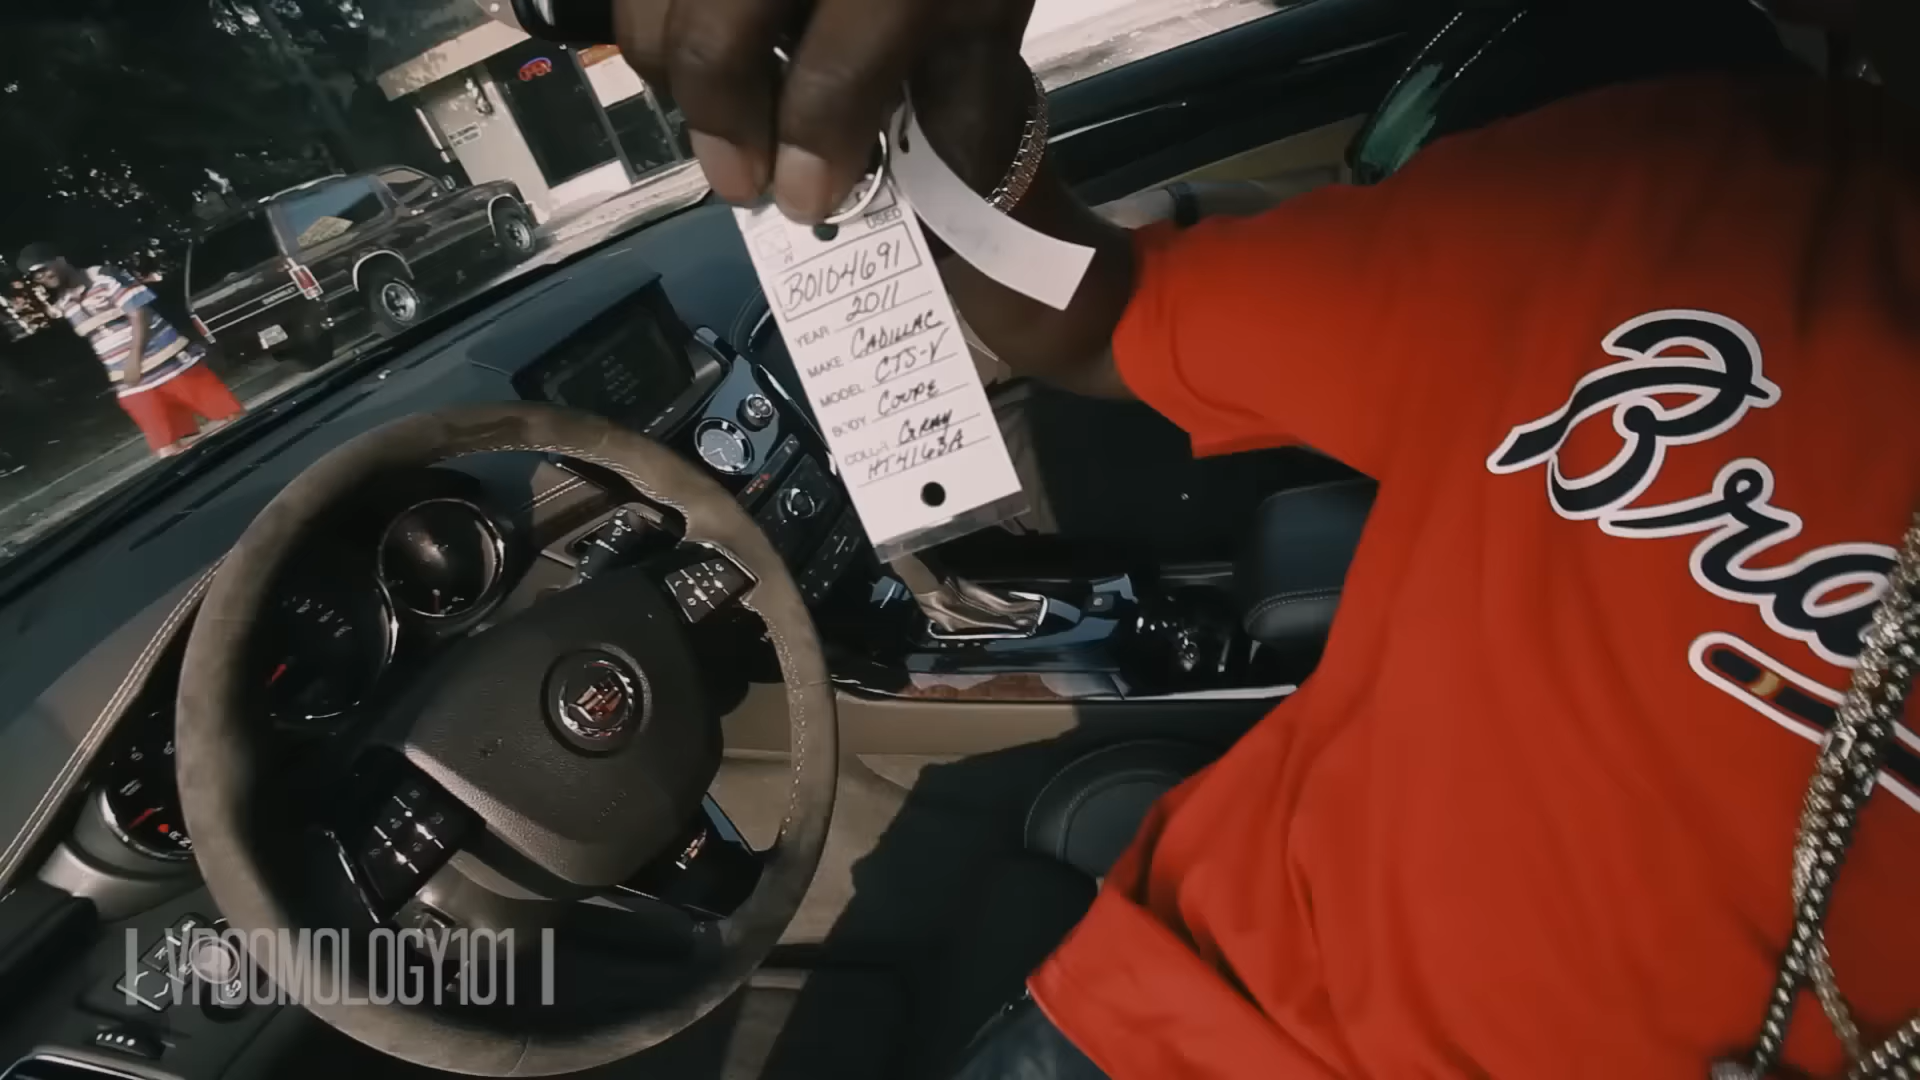 OPEN
USED
B0104691
YEAR 2011
MAKE CADILLAC
MODEL CTS-V
BODY COUPE
COLOR GRAY
HT4163A
Bra
| VROOMOLOGY101 |